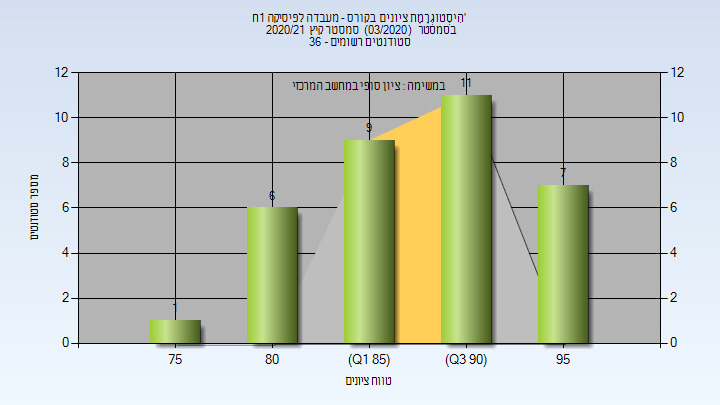 היסטוגרמת ציונים בקורס - מעבדה לפיסיקה 1ח'
בסמסטר (03/2020) סמסטר קיץ 2020/21
סטודנטים רשומים - 36
במשימה : ציון סופי במחשב המרכזי
12 12
10 10
8 8
6 6
4 4
2 2
0 0
1 6 9 11 7
מספר סטודנטים
75 80 (Q1 85) (Q3 90) 95
טווח ציונים